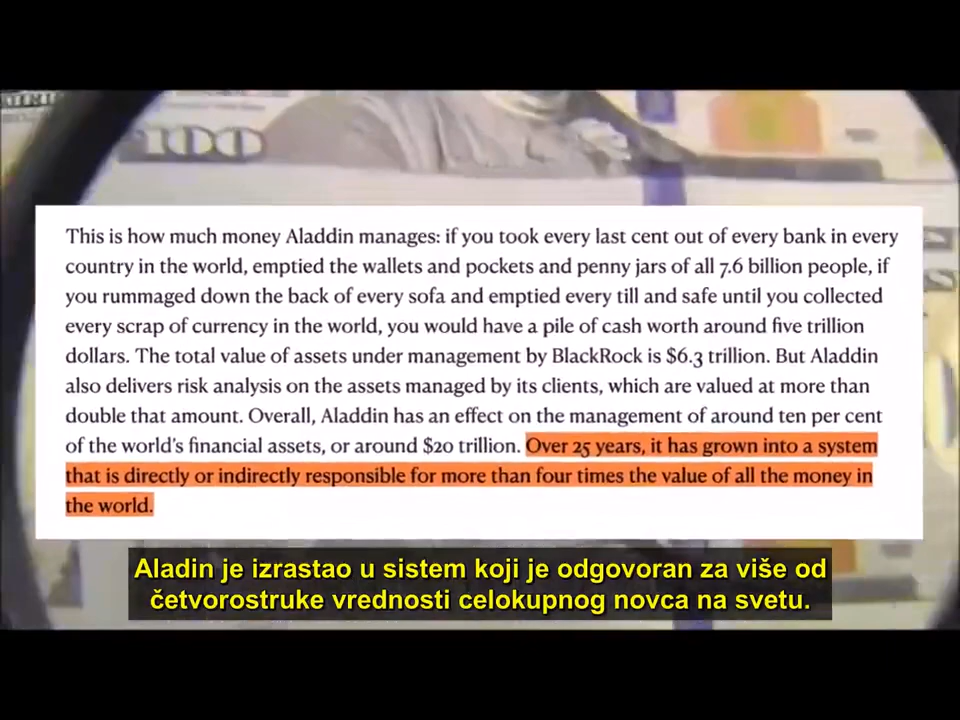 100
This is how much money Aladdin manages: if you took every last cent out of every bank in every
country in the world, emptied the wallets and pockets and penny jars of all 7.6 billion people, if
you rummaged down the back of every sofa and emptied every till and safe until you collected
every scrap of currency in the world, you would have a pile of cash worth around five trillion
dollars. The total value of assets under management by BlackRock is $6.3 trillion. But Aladdin
also delivers risk analysis on the assets managed by its clients, which are valued at more than
double that amount. Overall, Aladdin has an effect on the management of around ten per cent
of the world's financial assets, or around $20 trillion. Over 25 years, it has grown into a system
that is directly or indirectly responsible for more than four times the value of all the money in
the world.
Aladin je izrastao u sistem koji je odgovoran za više od
četvorostruke vrednosti celokupnog novca na svetu.